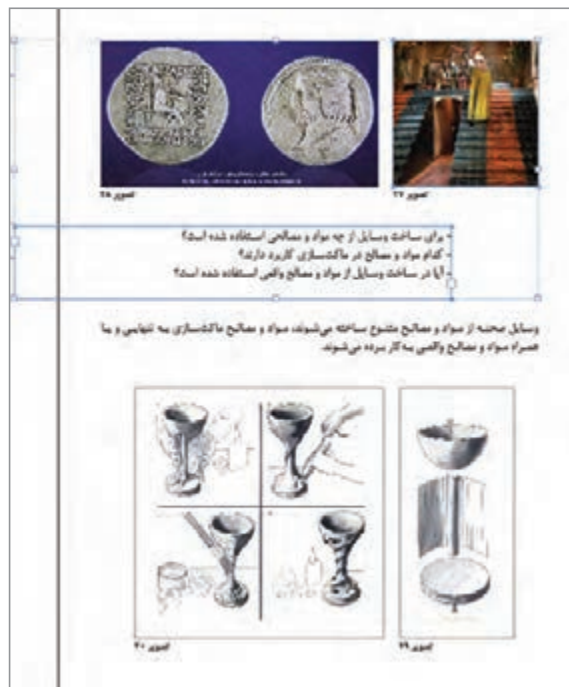 تصویر ۲۷
تصویر ۲۸
- برای ساخت وسایل از چه مواد و مصالحی استفاده شده است؟
- کدام مواد و مصالح در ماکت‌سازی کاربرد دارند؟
- آیا در ساخت وسایل از مواد و مصالح واقعی استفاده شده است؟
وسایل صحنه از مواد و مصالح متنوع ساخته می‌شوند، مواد و مصالح ماکت‌سازی به تنهایی و یا
همراه مواد و مصالح واقعی به کار برده می‌شوند.
تصویر ۲۹
تصویر ۳۰